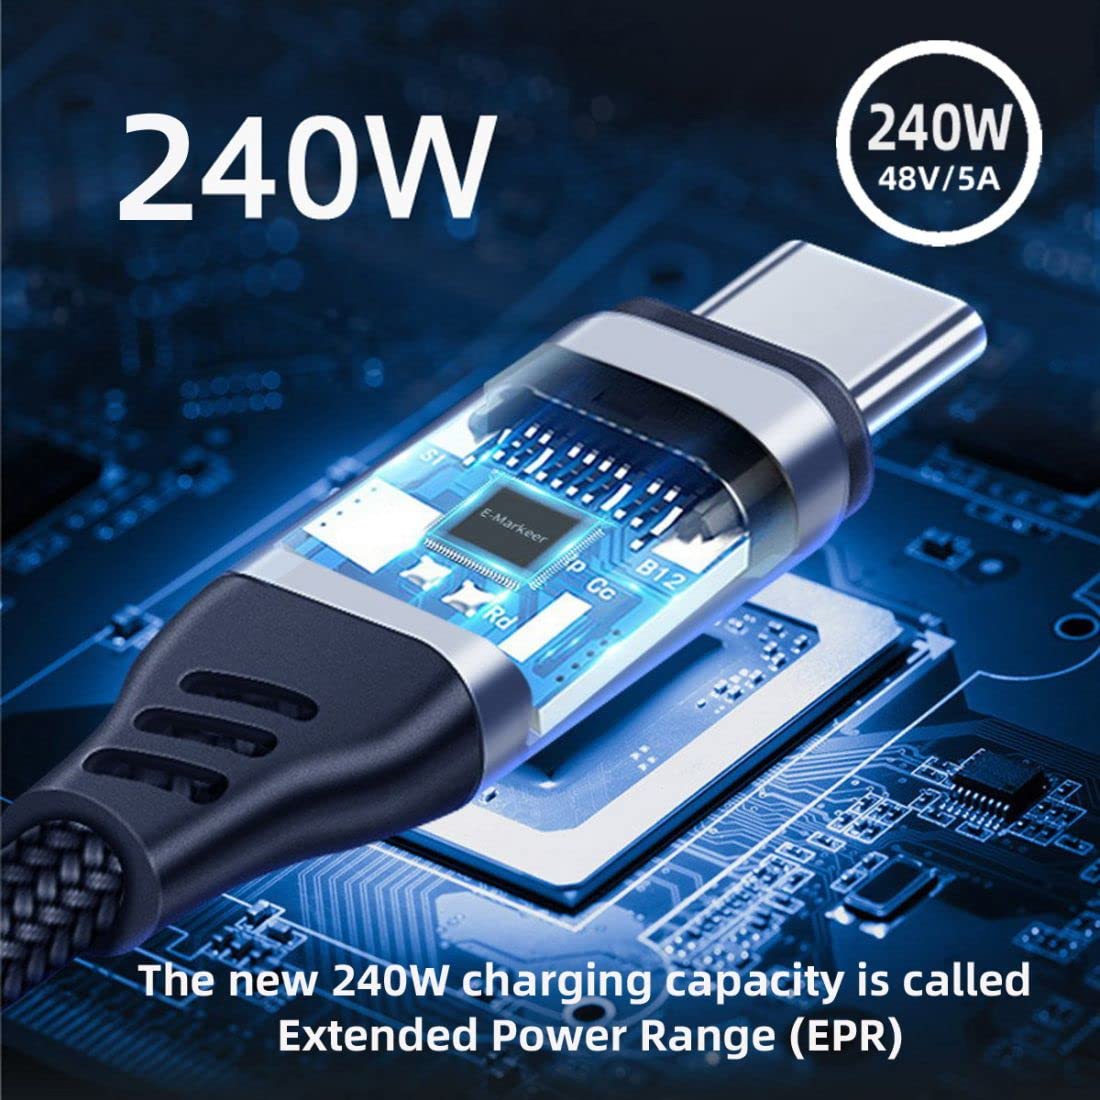 240W
240W
48V/5A
S1
E-Markeer
B12
Cc
Rd
The new 240W charging capacity is called
Extended Power Range (EPR)